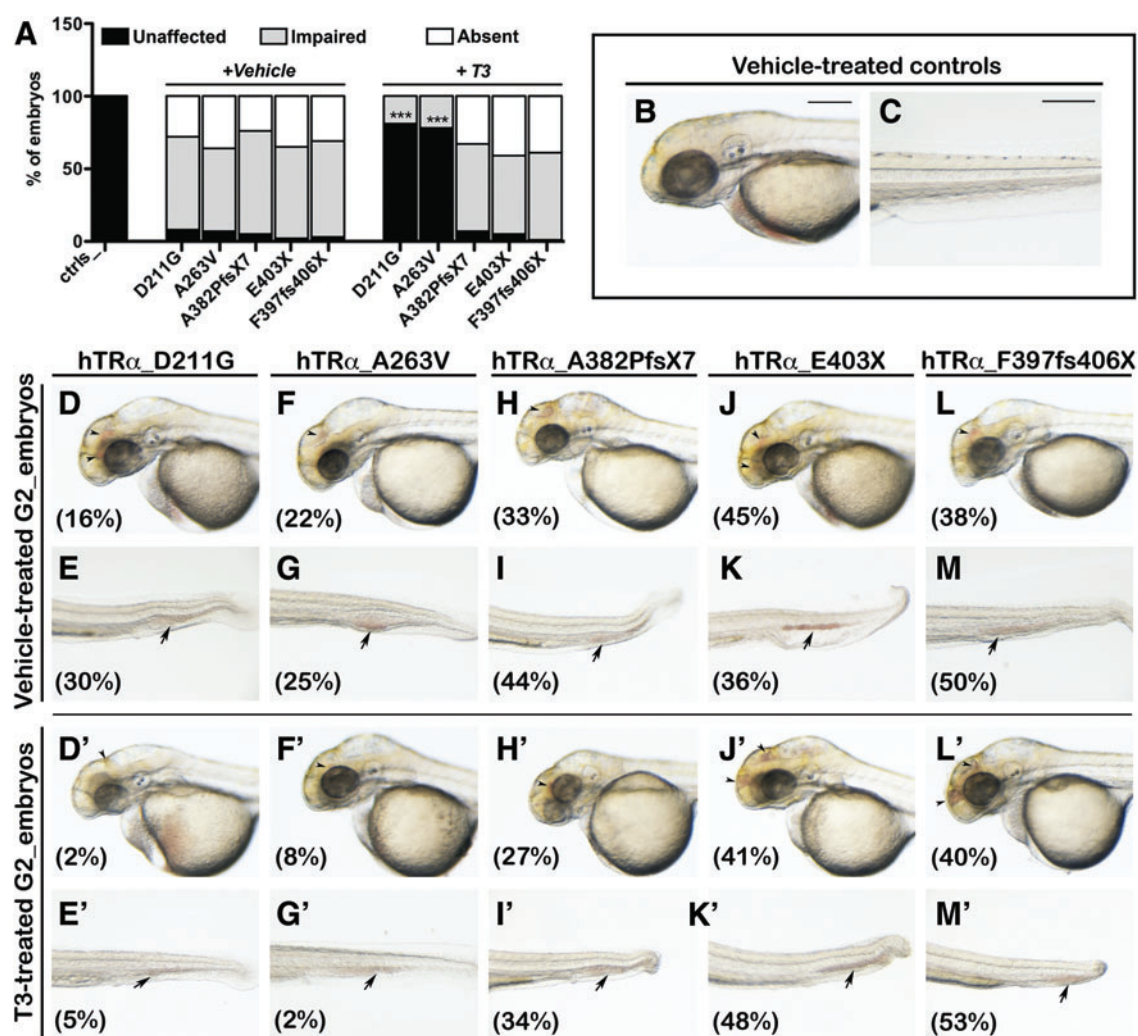 A
150
100
50
0
% of embryos
Unaffected
Impaired
Absent
+Vehicle
+ T3
***
***
ctrls_
D211G
A263V
A382PfsX7
E403X
F397fs406X
D211G
A263V
A382PfsX7
E403X
F397fs406X
Vehicle-treated controls
B
C
hTRα_D211G
hTRα_A263V
hTRα_A382PfsX7
hTRα_E403X
hTRα_F397fs406X
Vehicle-treated G2_embryos
D
F
H
J
L
(16%)
(22%)
(33%)
(45%)
(38%)
E
G
I
K
M
(30%)
(25%)
(44%)
(36%)
(50%)
T3-treated G2_embryos
D'
F'
H'
J'
L'
(2%)
(8%)
(27%)
(41%)
(40%)
E'
G'
I'
K'
M'
(5%)
(2%)
(34%)
(48%)
(53%)